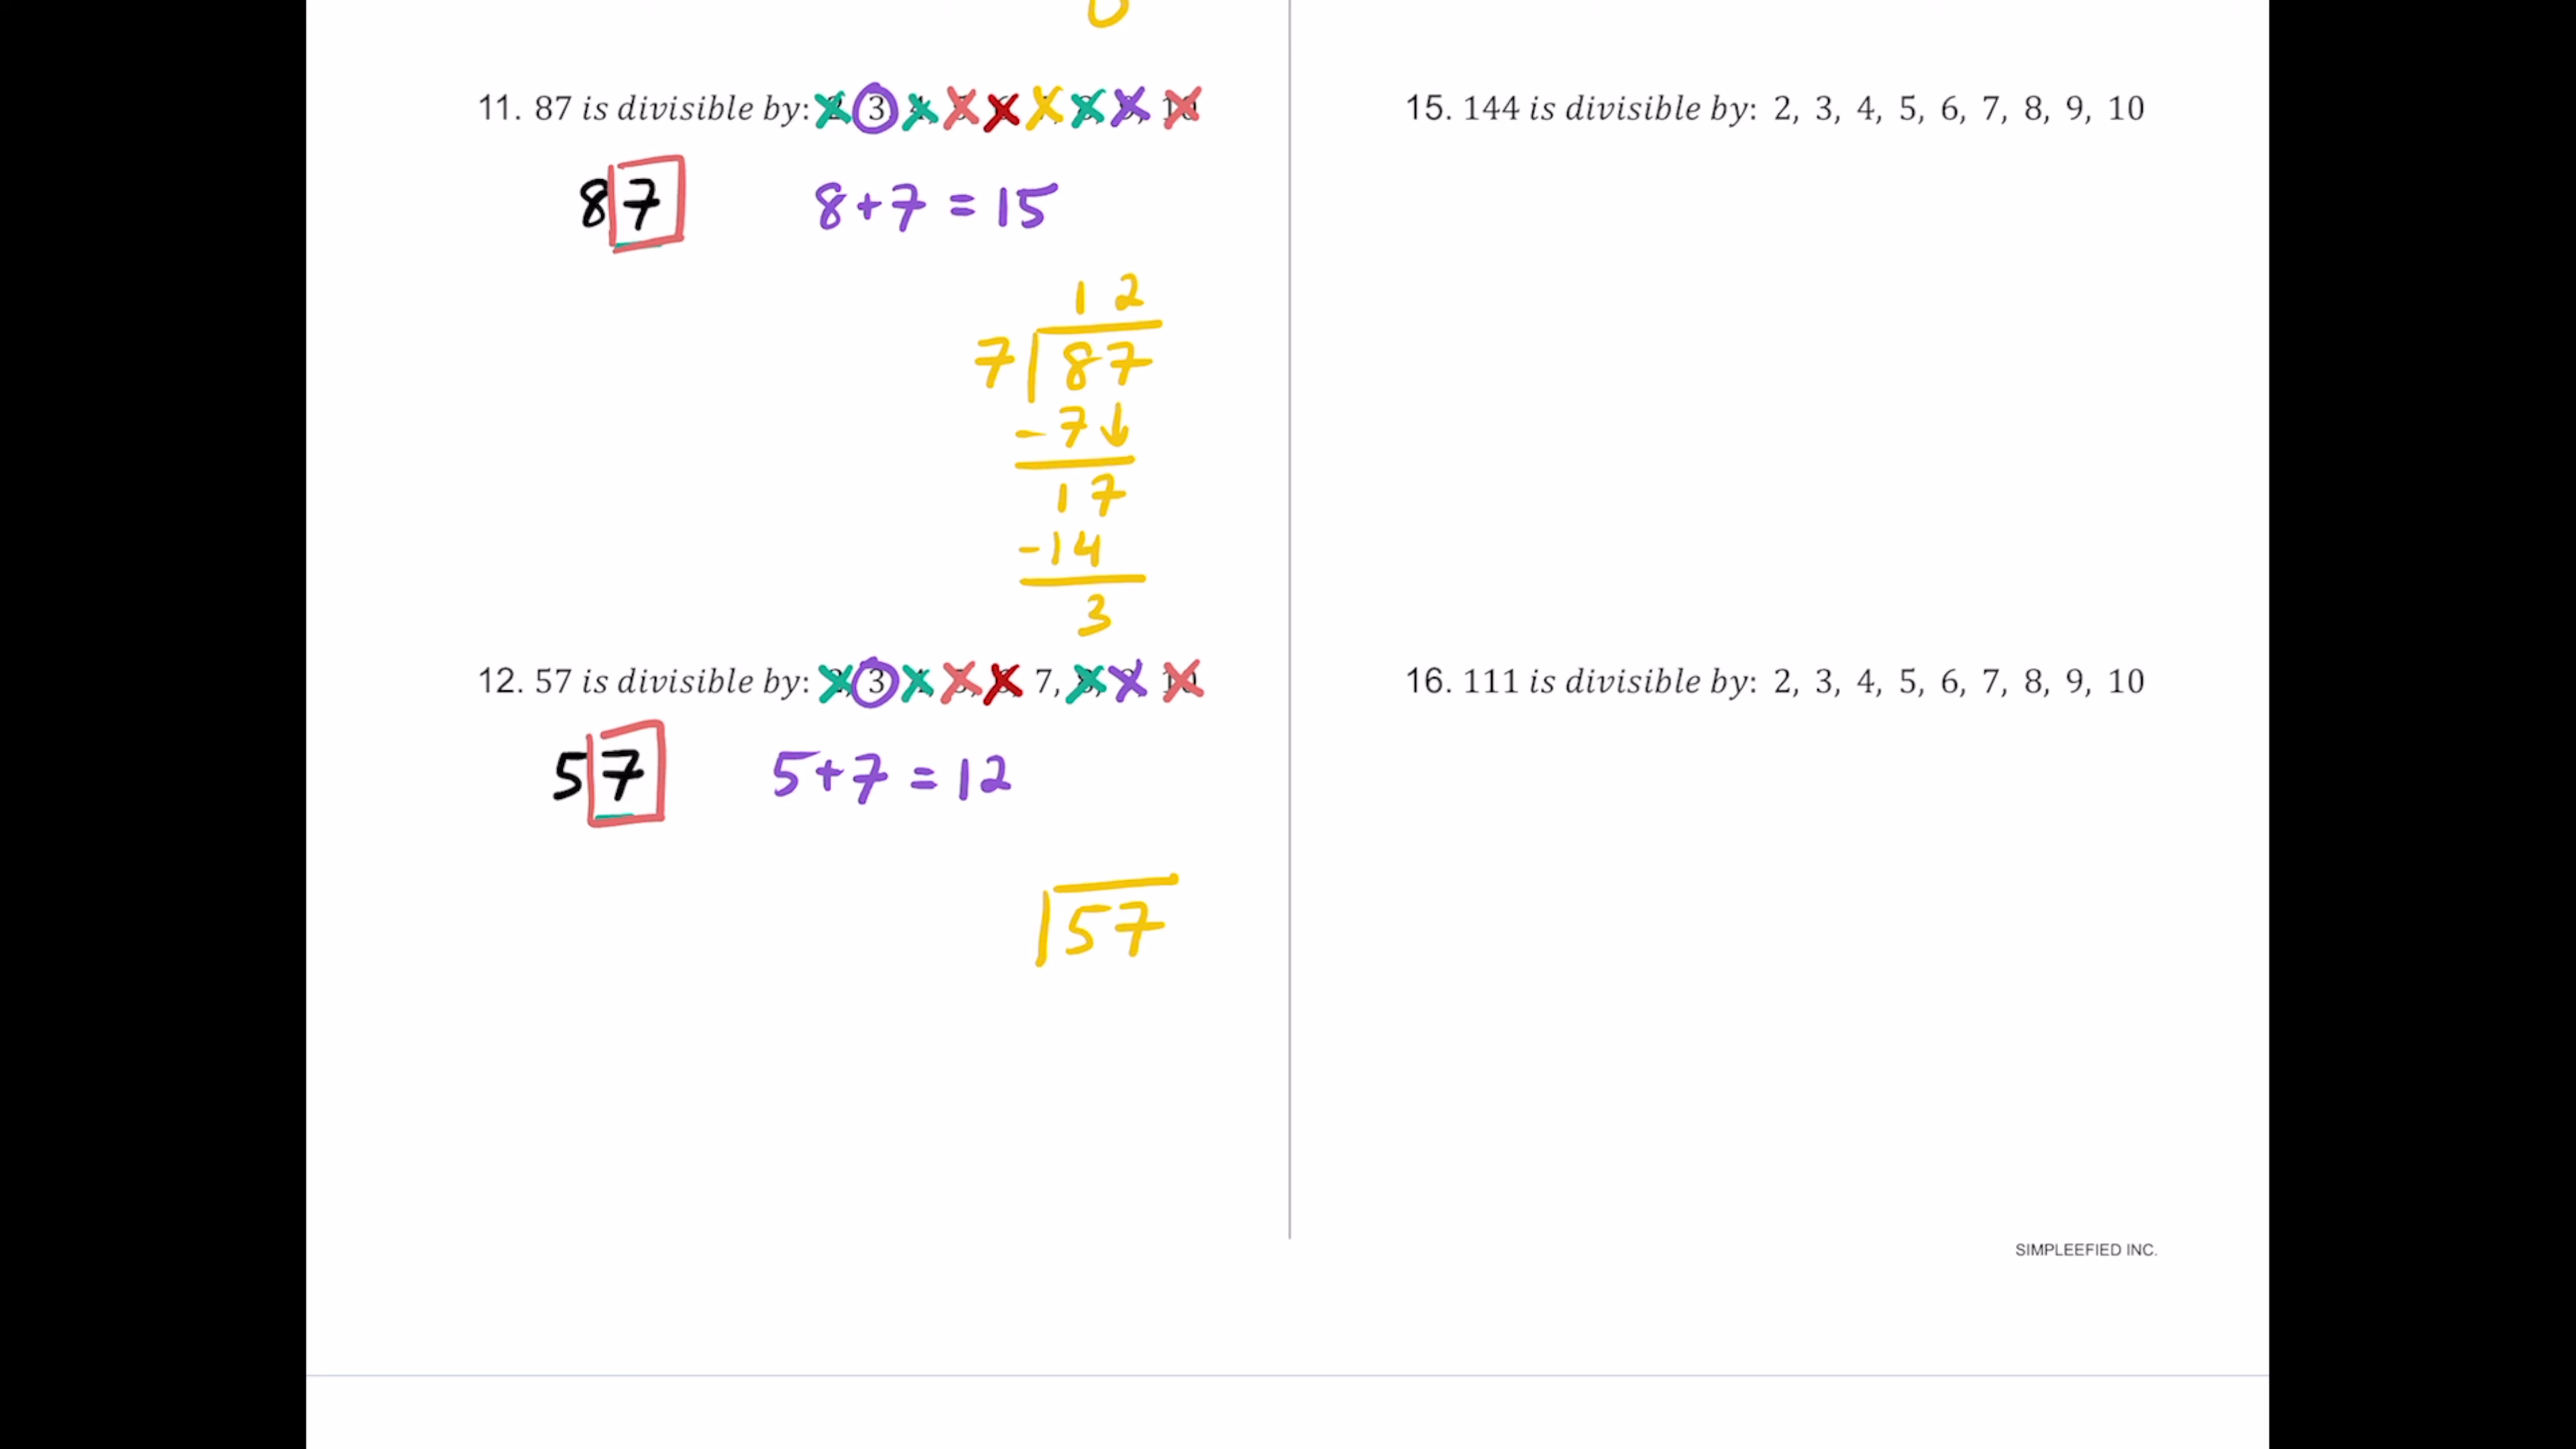 11. 87 is divisible by: 2, 3, 4, 5, 6, 7, 8, 9, 10
87
8+7 = 15
12
7 87
-7↓
17
-14
3
12. 57 is divisible by: 2, 3, 4, 5, 6, 7, 8, 9, 10
57
5+7 = 12
57
15. 144 is divisible by: 2, 3, 4, 5, 6, 7, 8, 9, 10
16. 111 is divisible by: 2, 3, 4, 5, 6, 7, 8, 9, 10
SIMPLEEFIED INC.